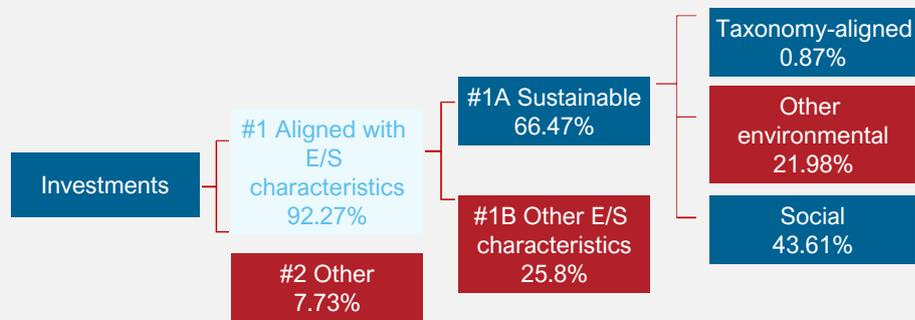 Investments
#1 Aligned with
E/S
characteristics
92.27%
#2 Other
7.73%
#1A Sustainable
66.47%
#1B Other E/S
characteristics
25.8%
Taxonomy-aligned
0.87%
Other
environmental
21.98%
Social
43.61%